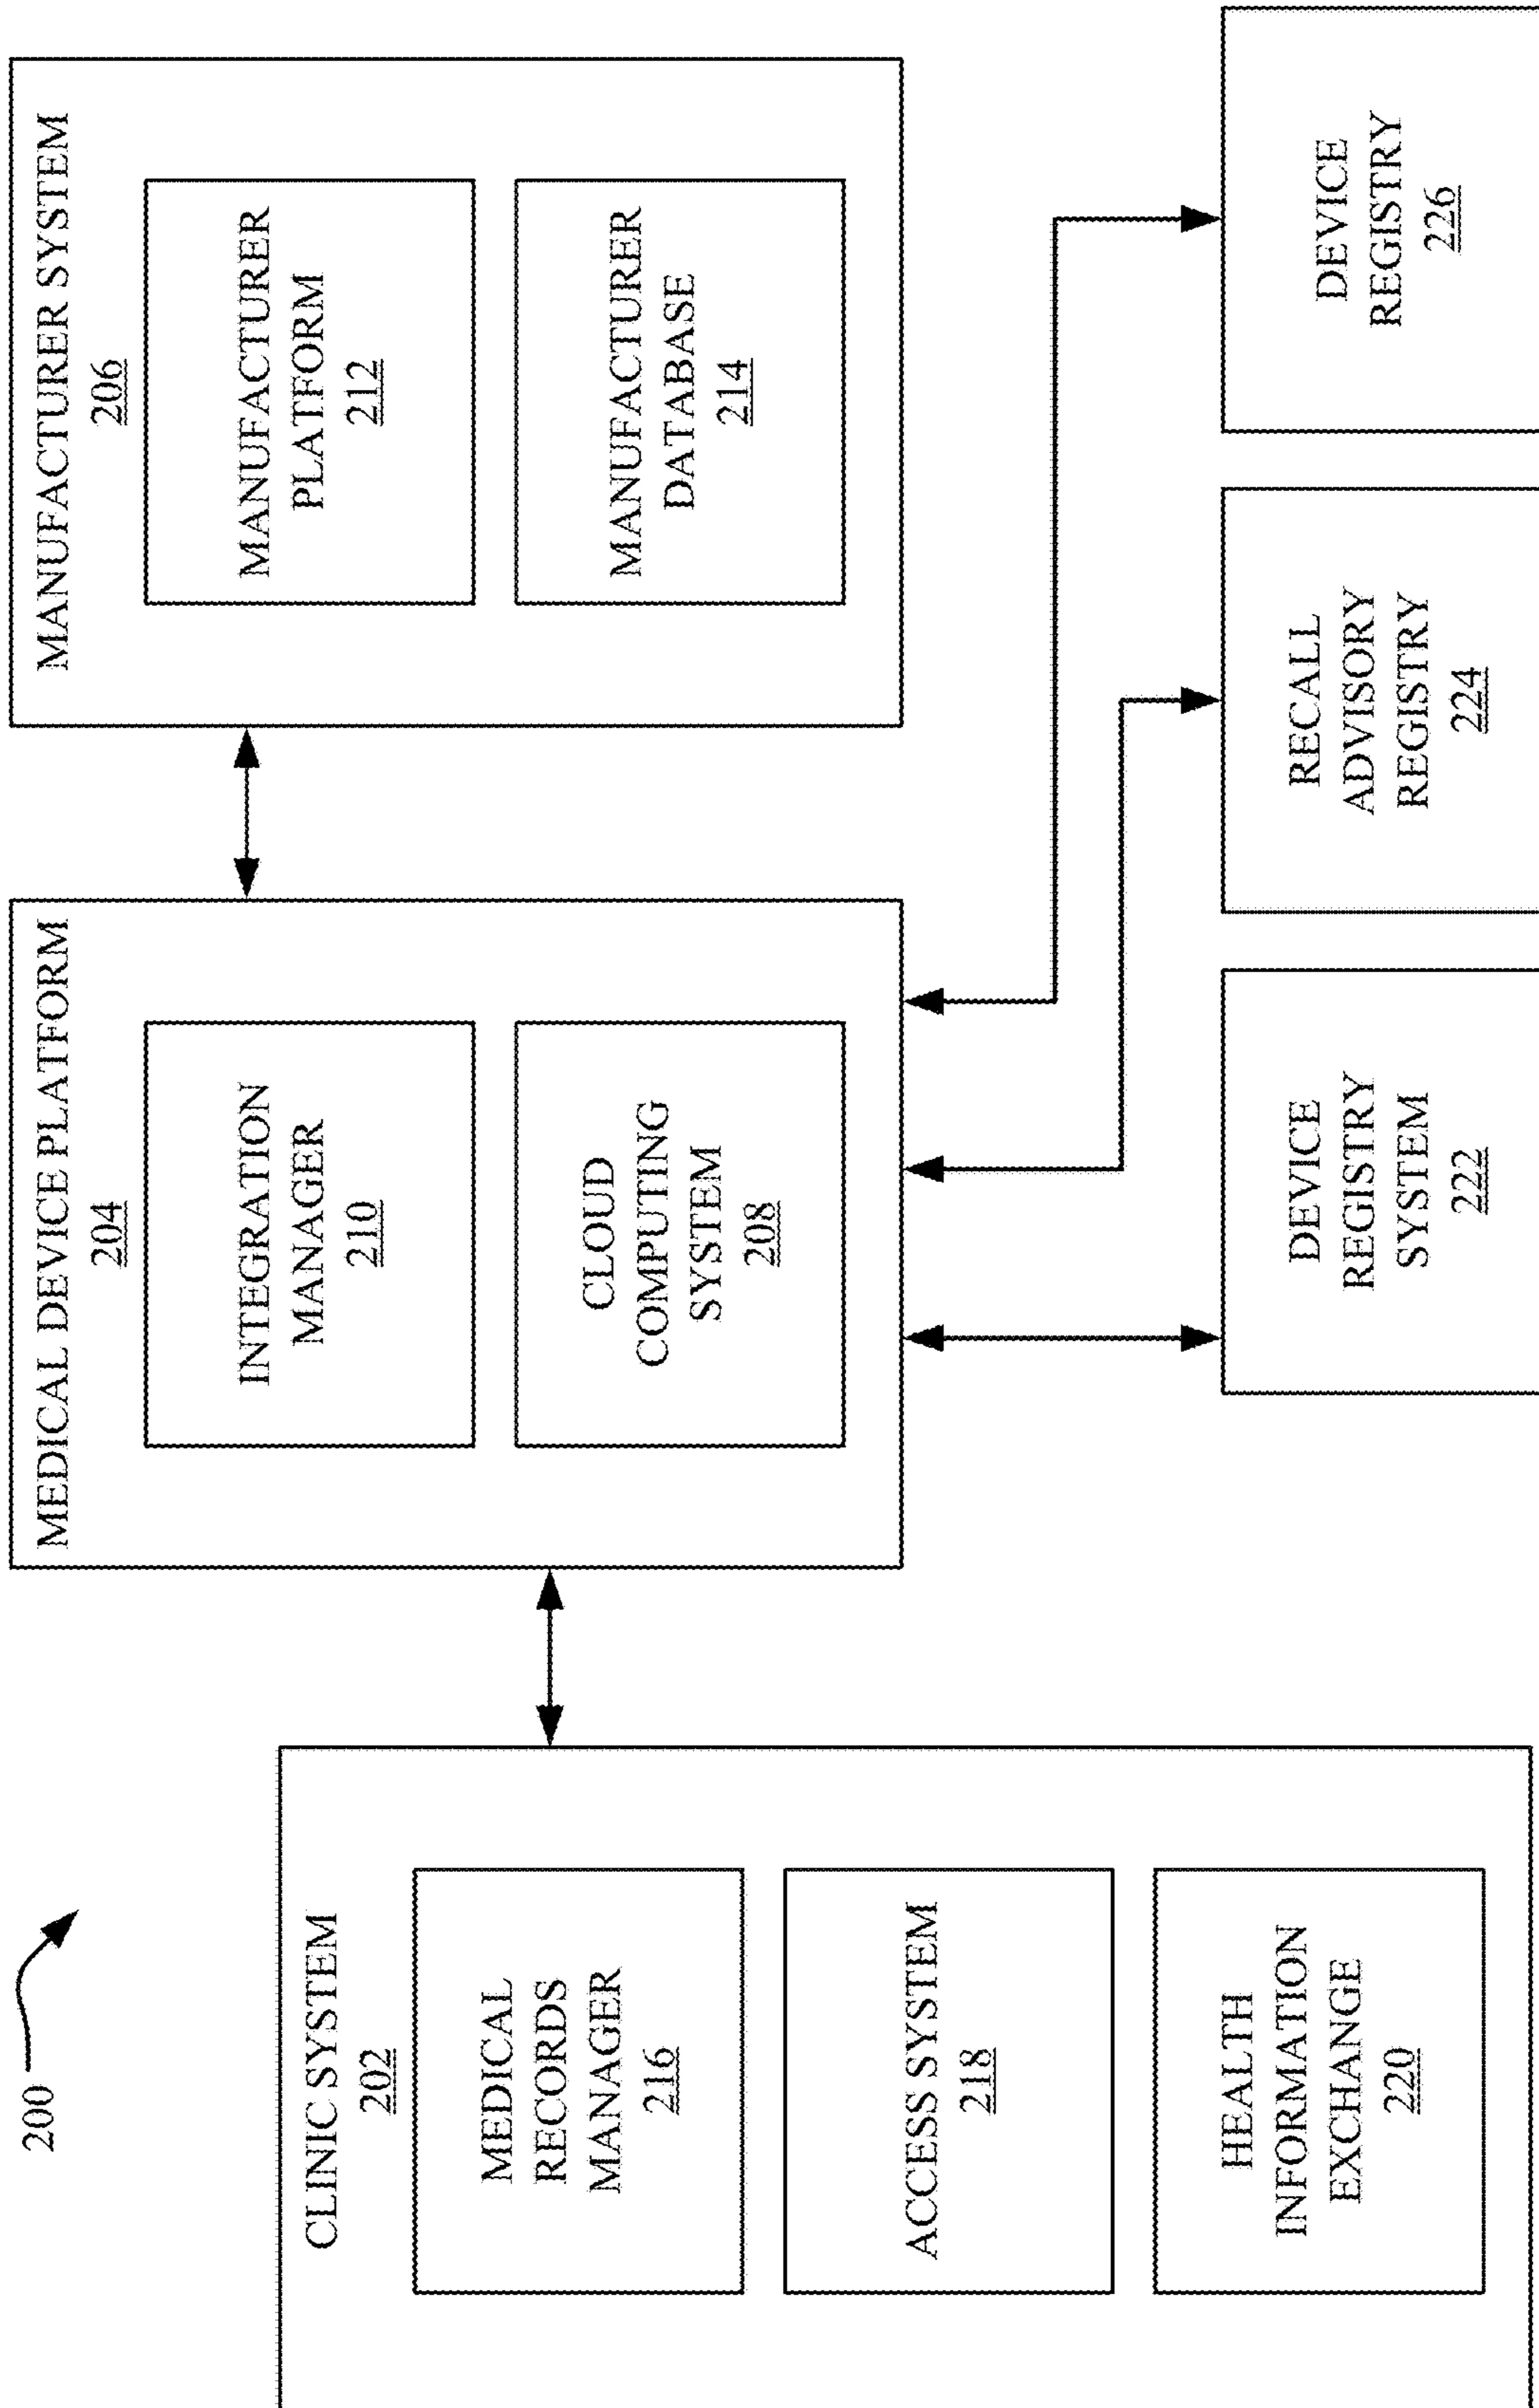 200
CLINIC SYSTEM
202
MEDICAL
RECORDS
MANAGER
216
ACCESS SYSTEM
218
HEALTH
INFORMATION
EXCHANGE
220
MEDICAL DEVICE PLATFORM
204
INTEGRATION
MANAGER
210
CLOUD
COMPUTING
SYSTEM
208
MANUFACTURER SYSTEM
206
MANUFACTURER
PLATFORM
212
MANUFACTURER
DATABASE
214
DEVICE
REGISTRY
SYSTEM
222
RECALL
ADVISORY
REGISTRY
224
DEVICE
REGISTRY
226